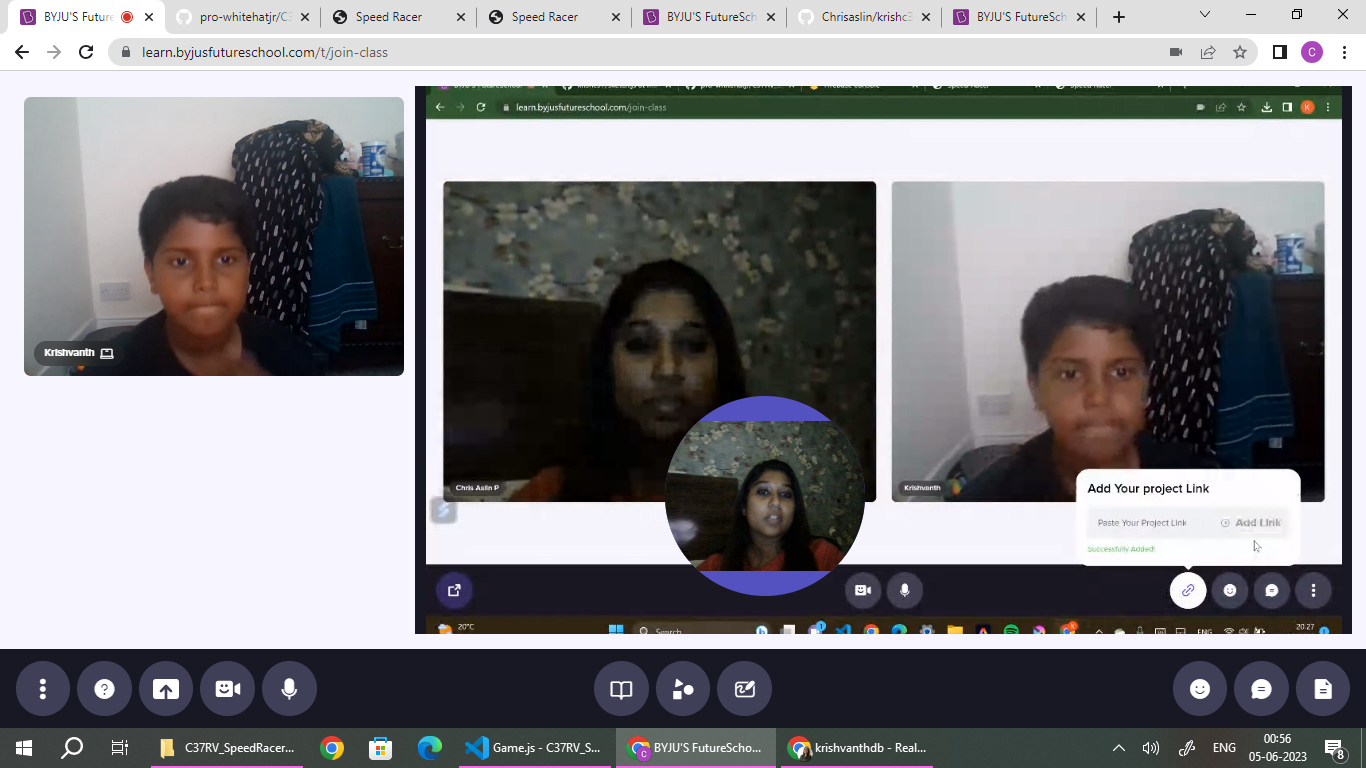 BYJU'S Future
pro-whitehatjr/C3
Speed Racer
Speed Racer
BYJU'S FutureSch
Chrisaslin/krishc3
BYJU'S FutureSch
learn.byjusfutureschool.com/t/join-class
C
learn.byjusfutureschool.com/join-class
K
Krishvanth
Chris Aslin P
Krishvanth
Add Your project Link
Paste Your Project Link
Add Link
Successfully Added!
20°C
Search
ENG
20:27
C37RV_SpeedRacer...
Game.js - C37RV_S...
BYJU'S FutureScho...
krishvanthdb - Real...
ENG
00:56
05-06-2023
8